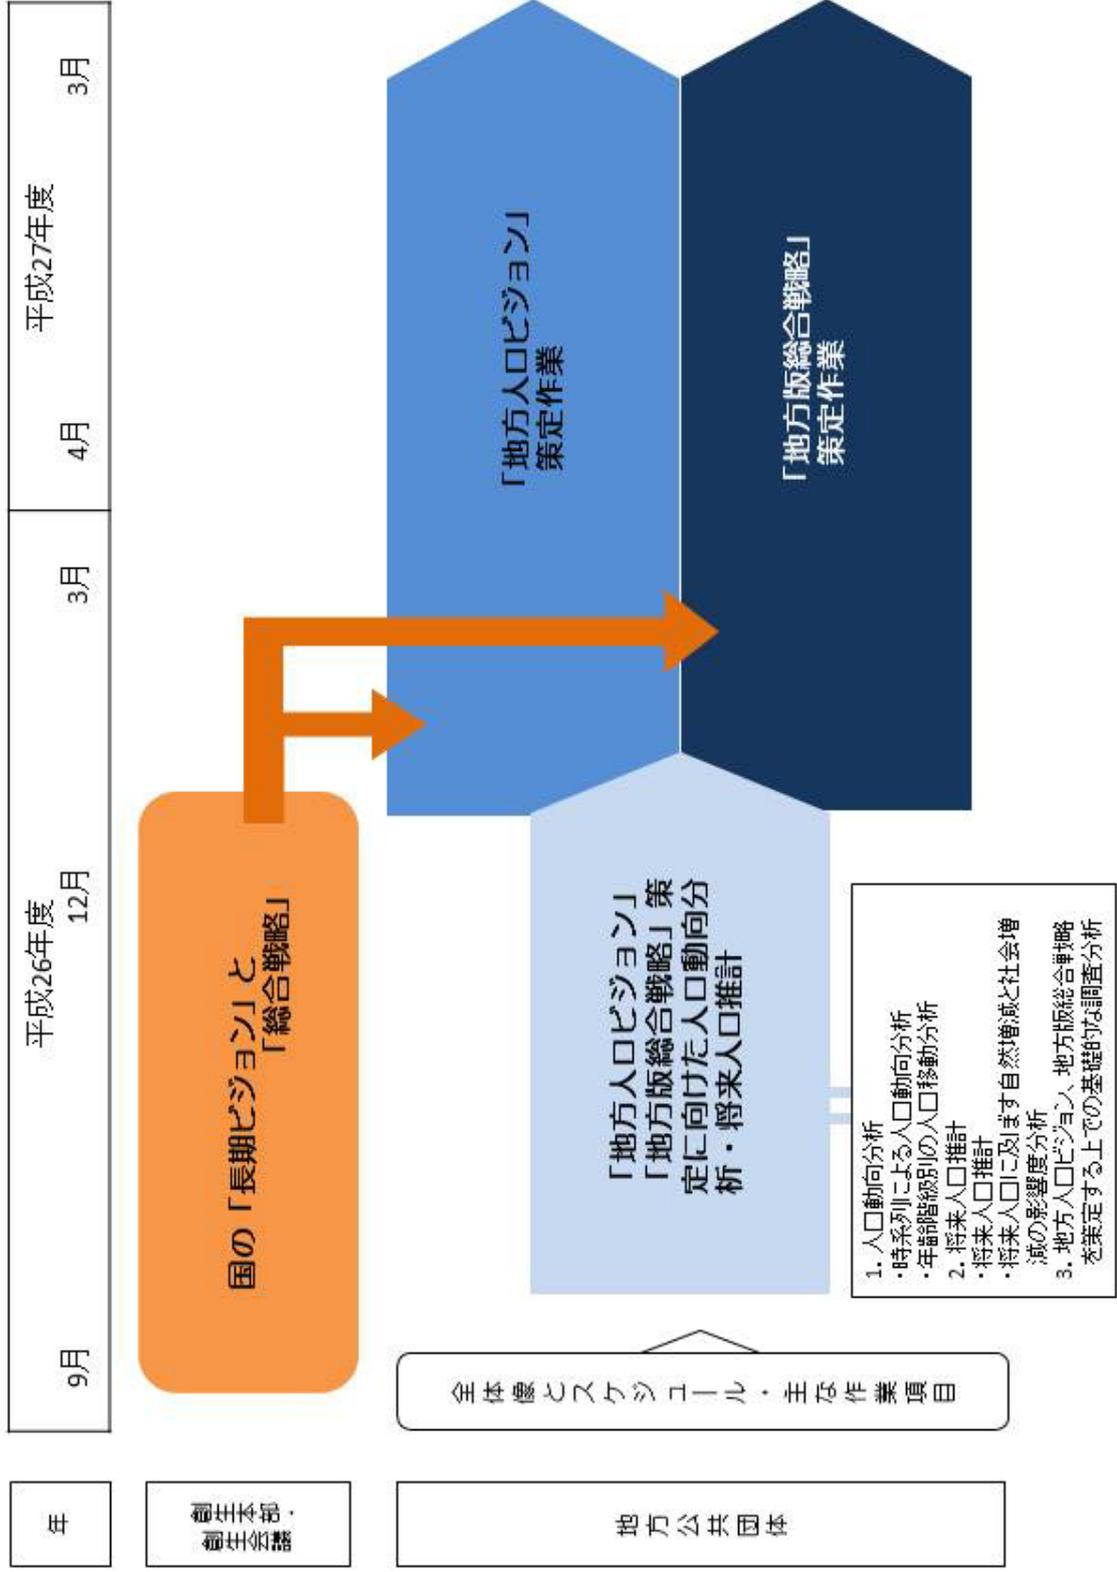 年
平成26年度
平成27年度
9月
12月
3月
4月
3月
創生本部・
創生会議
国の「長期ビジョン」と
「総合戦略」
地方公共団体
全体像とスケジュール・主な作業項目
「地方人口ビジョン」
「地方版総合戦略」策
定に向けた人口動向分
析・将来人口推計
「地方人口ビジョン」
策定作業
「地方版総合戦略」
策定作業
1. 人口動向分析
・時系列による人口動向分析
・年齢階級別の人口移動分析
2. 将来人口推計
・将来人口推計
・将来人口に及ぼす自然増減と社会増
減の影響度分析
3. 地方人口ビジョン、地方版総合戦略
を策定する上での基礎的な調査分析